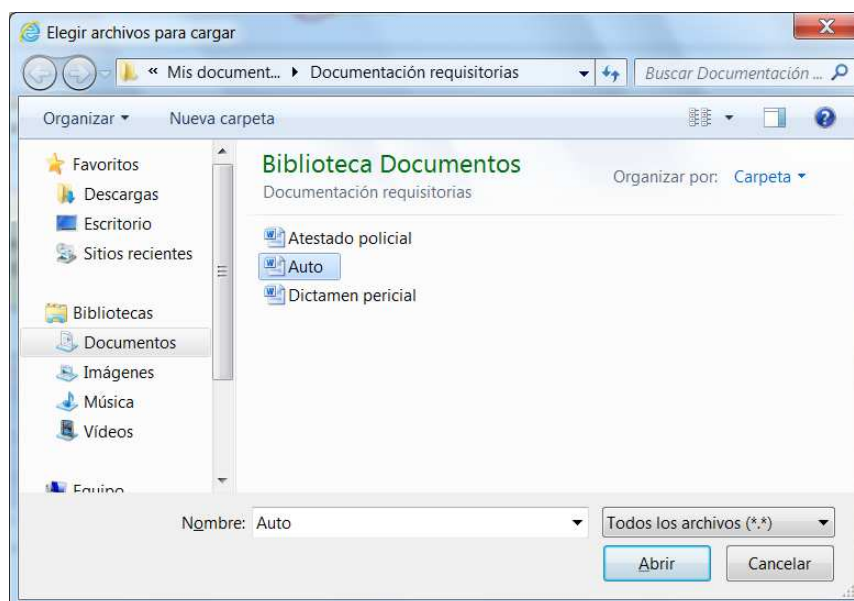 Elegir archivos para cargar
« Mis document... Documentación requisitorias
Buscar Documentación ...
Organizar Nueva carpeta
Favoritos
Descargas
Escritorio
Sitios recientes
Bibliotecas
Documentos
Imágenes
Música
Vídeos
Equipo
Biblioteca Documentos
Documentación requisitorias
Organizar por: Carpeta
Atestado policial
Auto
Dictamen pericial
Nombre: Auto
Todos los archivos (*.*)
Abrir Cancelar